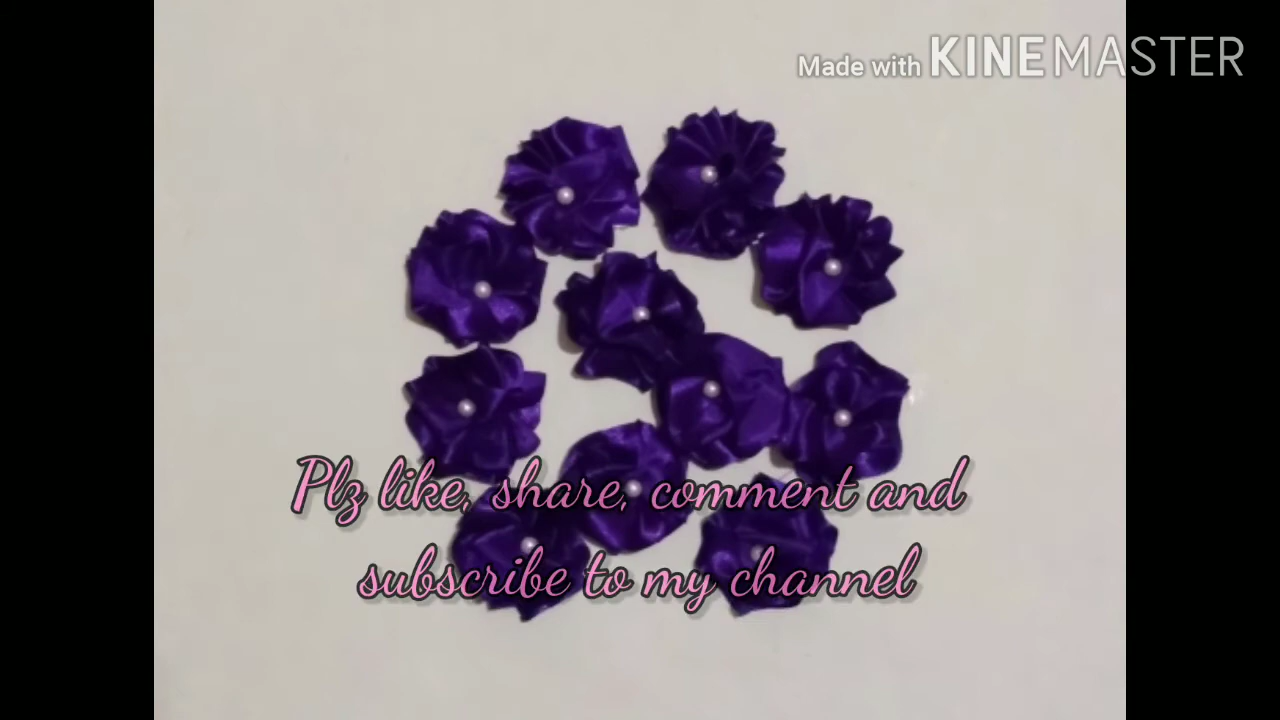 Made with KINEMASTER
Plz like, share, comment and
subscribe to my channel